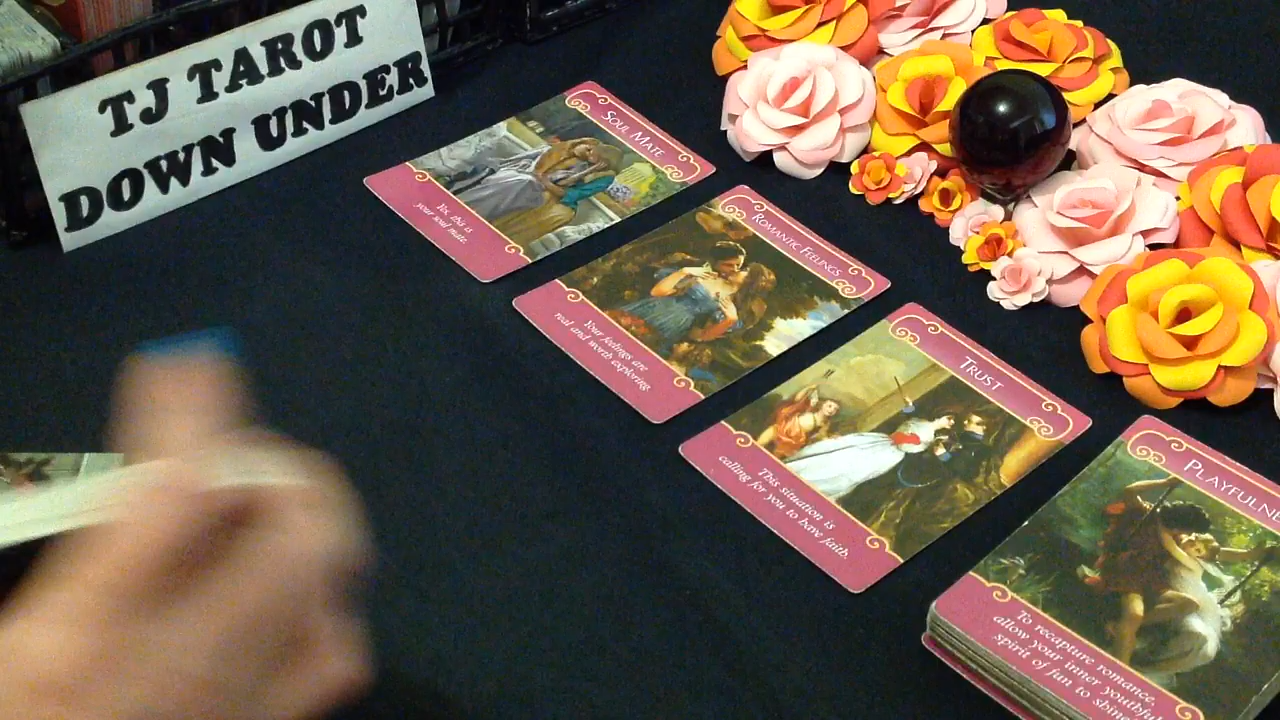 TJ TAROT
DOWN UNDER
SOUL MATE
Yes, this is
your soul mate.
ROMANTIC FEELINGS
Your feelings are
real and worth exploring.
TRUST
This situation is
calling for you to have faith.
PLAYFULNE
To recapture romance,
allow your inner youthfu
spirit of fun to shin